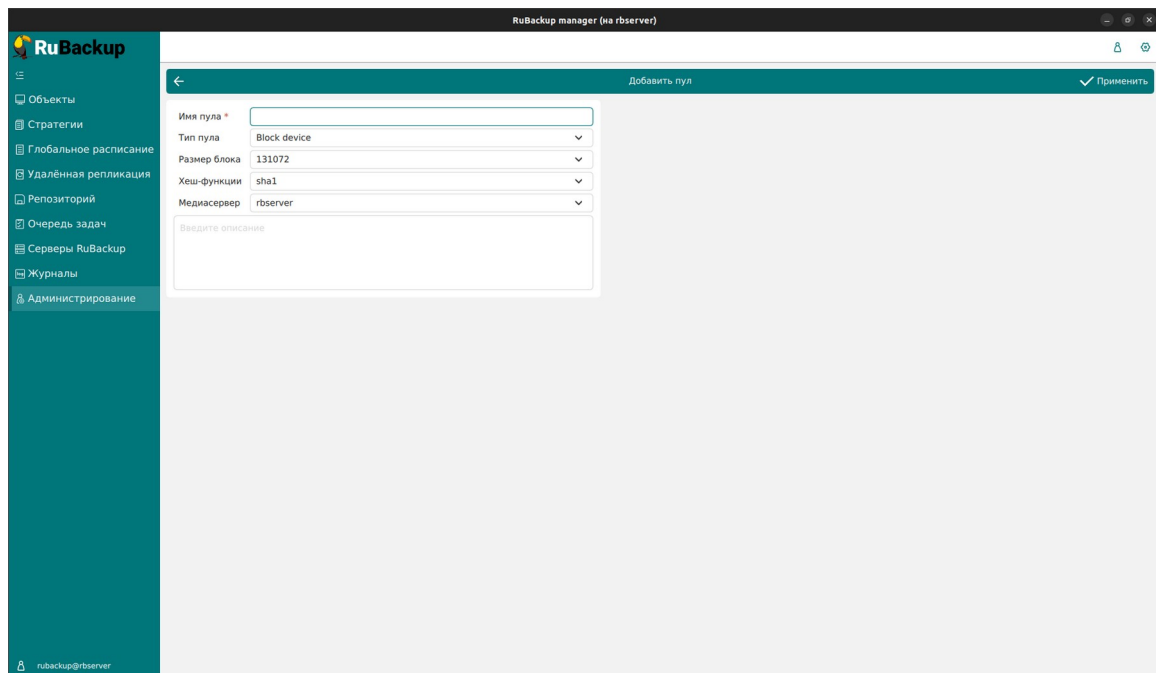 RuBackup manager (на rbserver)
RuBackup
Объекты
Стратегии
Глобальное расписание
Удалённая репликация
Репозиторий
Очередь задач
Серверы RuBackup
Журналы
Администрирование
rubackup@rbserver
Добавить пул
Применить
Имя пула *
Тип пула Block device
Размер блока 131072
Хеш-функции sha1
Медиасервер rbserver
Введите описание